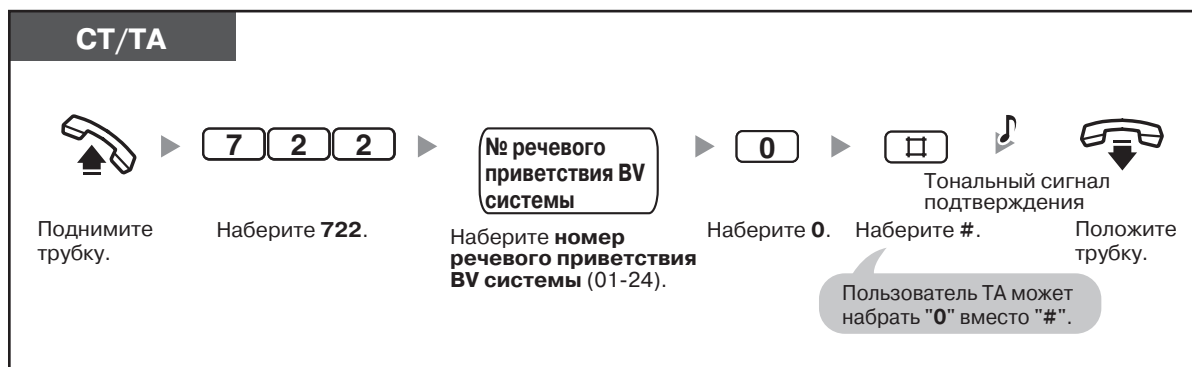 СТ/ТА
7 2 2
№ речевого
приветствия BV
системы
0
#
Тональный сигнал
подтверждения
Поднимите
трубку.
Наберите 722.
Наберите номер
речевого приветствия
BV системы (01-24).
Наберите 0.
Наберите #.
Положите
трубку.
Пользователь ТА может
набрать "0" вместо "#".